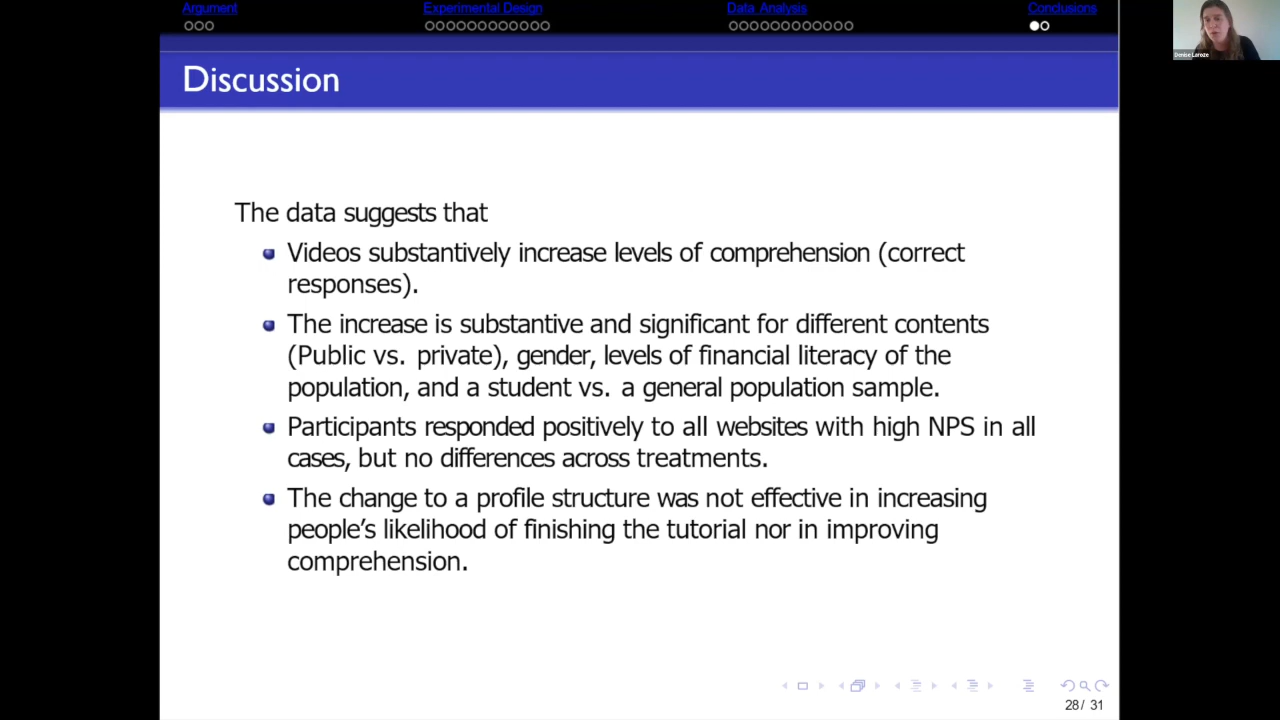 Argument Experimental Design Data Analysis Conclusions
Denise Laroze
Discussion
The data suggests that
Videos substantively increase levels of comprehension (correct
responses).
The increase is substantive and significant for different contents
(Public vs. private), gender, levels of financial literacy of the
population, and a student vs. a general population sample.
Participants responded positively to all websites with high NPS in all
cases, but no differences across treatments.
The change to a profile structure was not effective in increasing
people's likelihood of finishing the tutorial nor in improving
comprehension.
28/ 31